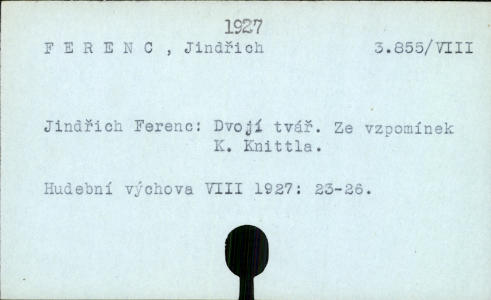 1927
F E R E N C , Jindřich 3.855/VIII
Jindřich Ferenc: Dvojí tvář. Ze vzpomínek
K. Knittla.
Hudební výchova VIII 1927: 23-26.